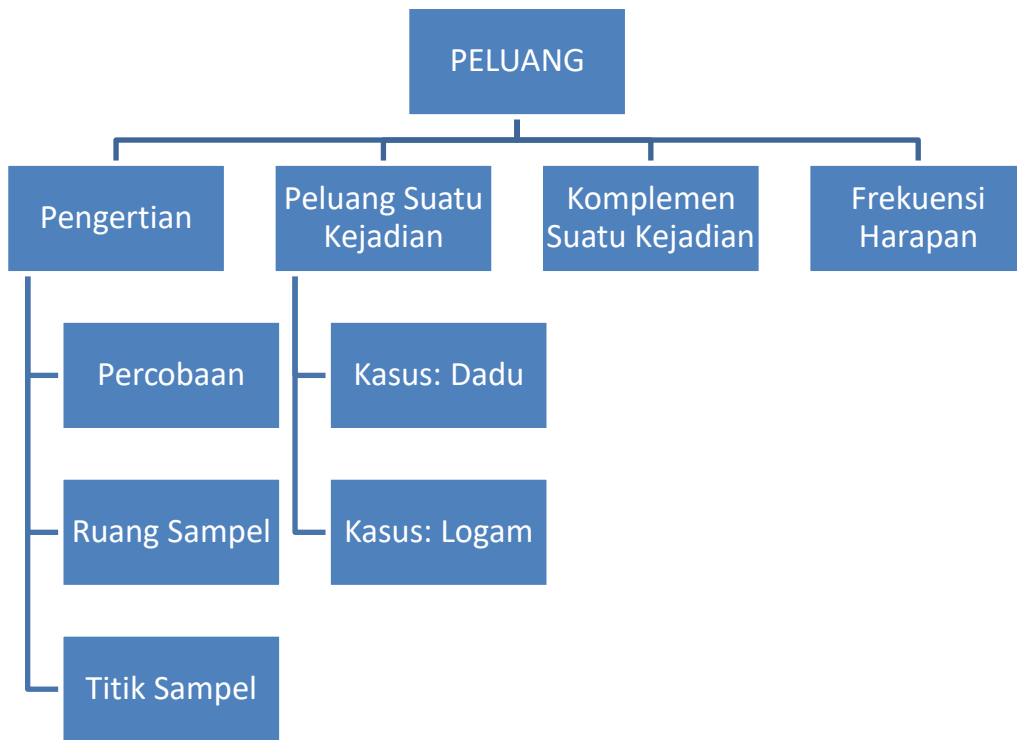 PELUANG
Pengertian
Peluang Suatu
Kejadian
Komplemen
Suatu Kejadian
Frekuensi
Harapan
Percobaan
Kasus: Dadu
Ruang Sampel
Kasus: Logam
Titik Sampel